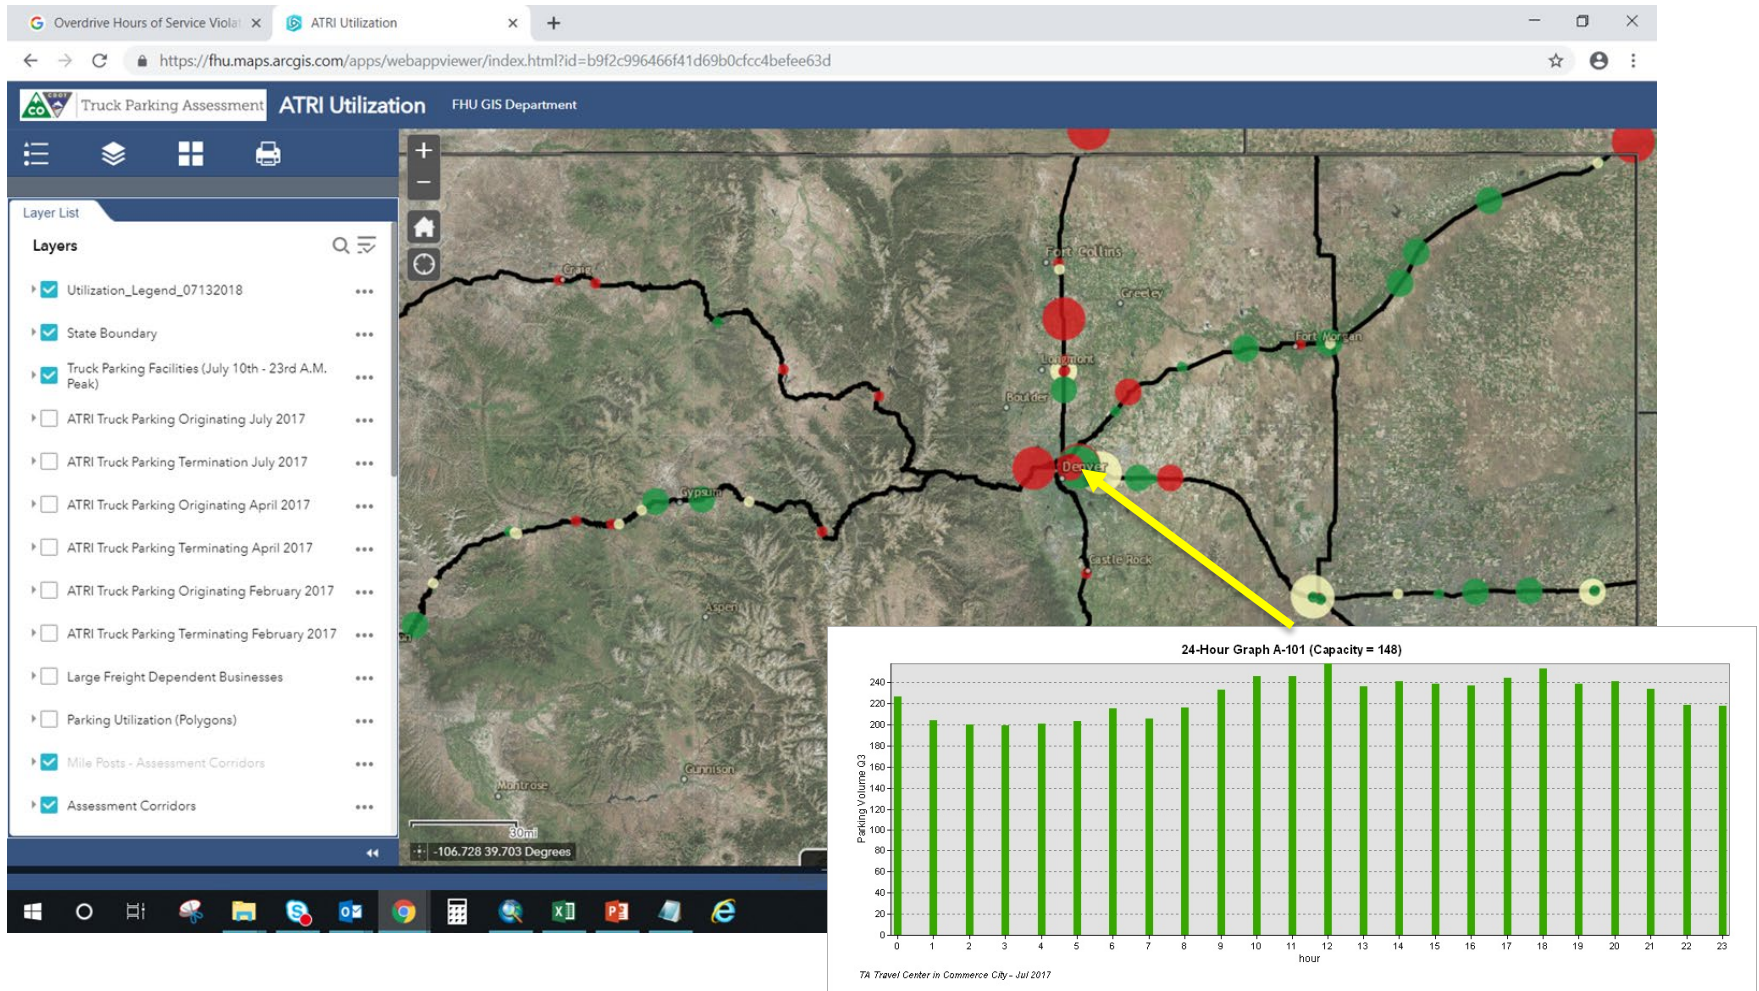 Overdrive Hours of Service Violat
ATRI Utilization
https://fhu.maps.arcgis.com/apps/webappviewer/index.html?id=b9f2c996466f41d69b0cfcc4befee63d
CDOT
CO
Truck Parking Assessment
ATRI Utilization
FHU GIS Department
Layer List
Layers
Utilization_Legend_07132018
State Boundary
Truck Parking Facilities (July 10th - 23rd A.M.
Peak)
ATRI Truck Parking Originating July 2017
ATRI Truck Parking Termination July 2017
ATRI Truck Parking Originating April 2017
ATRI Truck Parking Terminating April 2017
ATRI Truck Parking Originating February 2017
ATRI Truck Parking Terminating February 2017
Large Freight Dependent Businesses
Parking Utilization (Polygons)
Mile Posts - Assessment Corridors
Assessment Corridors
Fort Collins
Craig
Greeley
Fort Morgan
Longmont
Boulder
Denver
Gypsum
Castle Rock
Aspen
Gunnison
Montrose
30mi
-106.728 39.703 Degrees
24-Hour Graph A-101 (Capacity = 148)
240
220
200
180
160
140
120
100
80
60
40
20
0
Parking Volume Q3
0 1 2 3 4 5 6 7 8 9 10 11 12 13 14 15 16 17 18 19 20 21 22 23
hour
TA Travel Center in Commerce City - Jul 2017